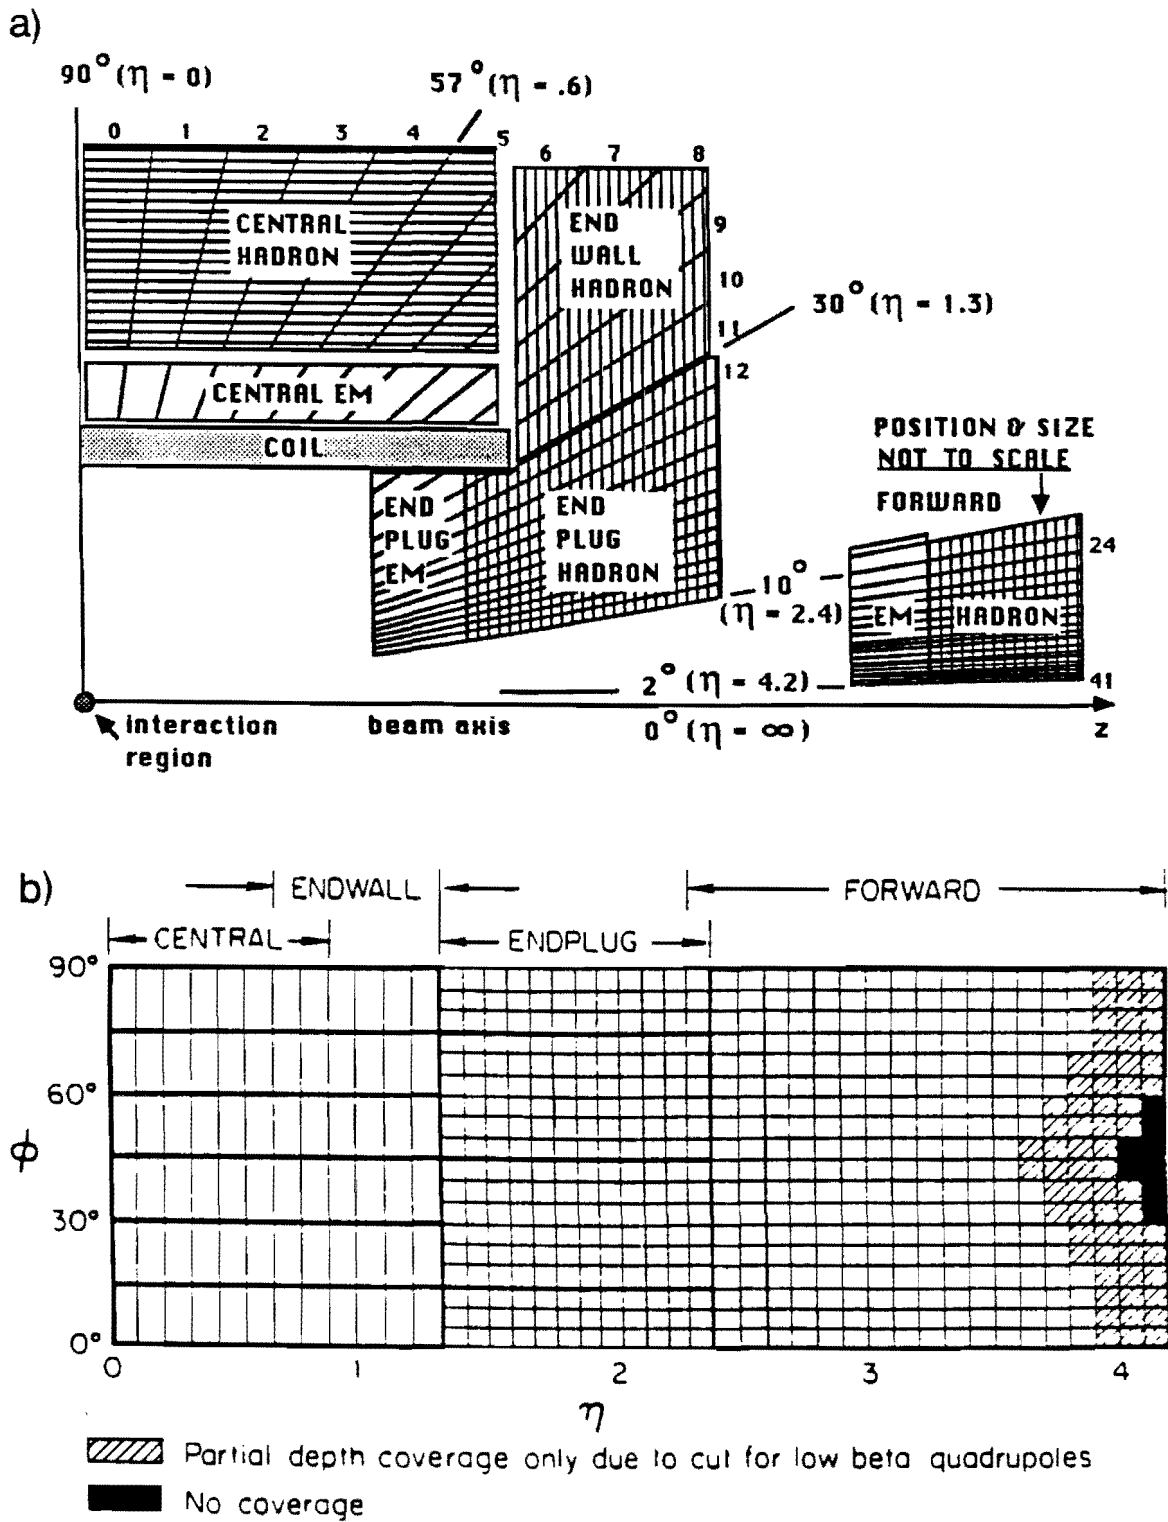 a)
90° (η = 0)
57° (η = .6)
0 1 2 3 4 5 6 7 8
CENTRAL
HADRON
END
WALL
HADRON
9
10
11
12
30° (η = 1.3)
CENTRAL EM
COIL
POSITION & SIZE
NOT TO SCALE
FORWARD
END
PLUG
EM
END
PLUG
HADRON
24
10°
(η = 2.4)
EM HADRON
2° (η = 4.2)
41
interaction
region
beam axis
0° (η = ∞)
z
b)
ENDWALL
FORWARD
CENTRAL
ENDPLUG
90°
60°
ϕ
30°
0°
0 1 2 3 4
η
Partial depth coverage only due to cut for low beta quadrupoles
No coverage